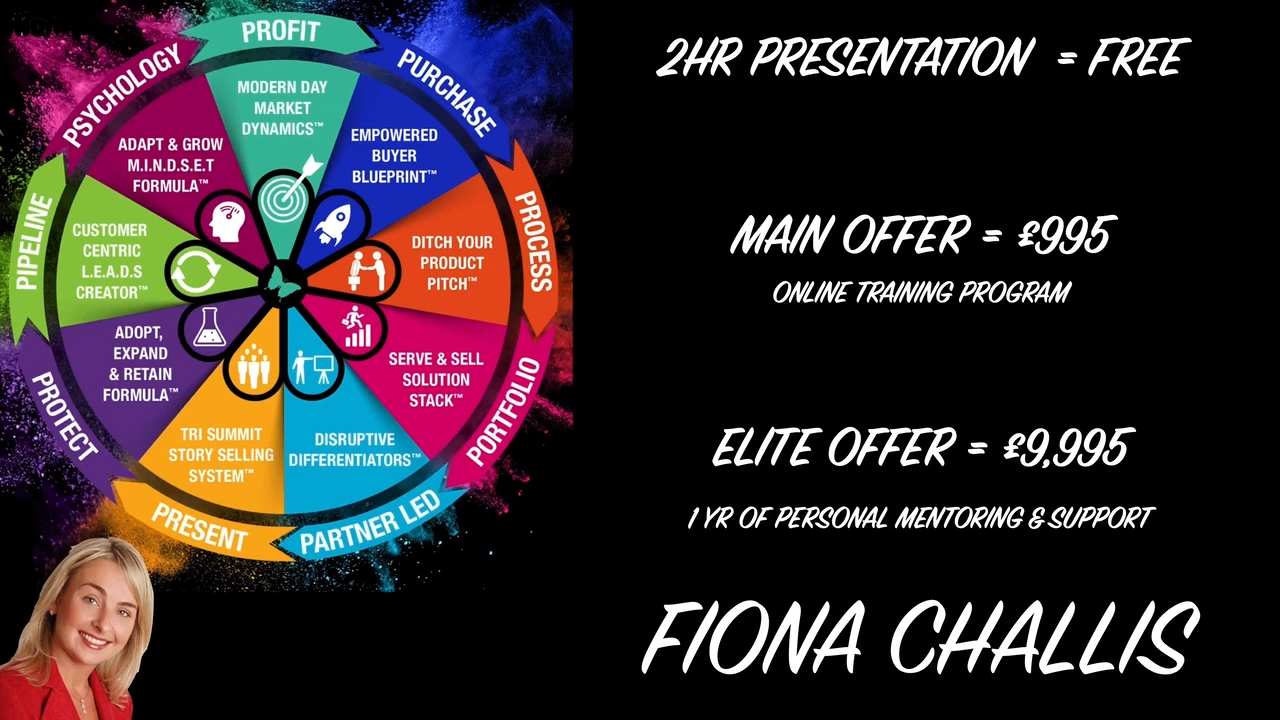 PROFIT
MODERN DAY
MARKET
DYNAMICS™
PURCHASE
EMPOWERED
BUYER
BLUEPRINT™
PROCESS
DITCH YOUR
PRODUCT
PITCH™
PORTFOLIO
SERVE & SELL
SOLUTION
STACK™
PARTNER LED
DISRUPTIVE
DIFFERENTIATORS™
PRESENT
TRI SUMMIT
STORY SELLING
SYSTEM™
PROTECT
ADOPT,
EXPAND
& RETAIN
FORMULA™
PIPELINE
CUSTOMER
CENTRIC
L.E.A.D.S
CREATOR™
PSYCHOLOGY
ADAPT & GROW
M.I.N.D.S.E.T
FORMULA™
2HR PRESENTATION = FREE
MAIN OFFER = £995
ONLINE TRAINING PROGRAM
ELITE OFFER = £9,995
1 YR OF PERSONAL MENTORING & SUPPORT
FIONA CHALLIS